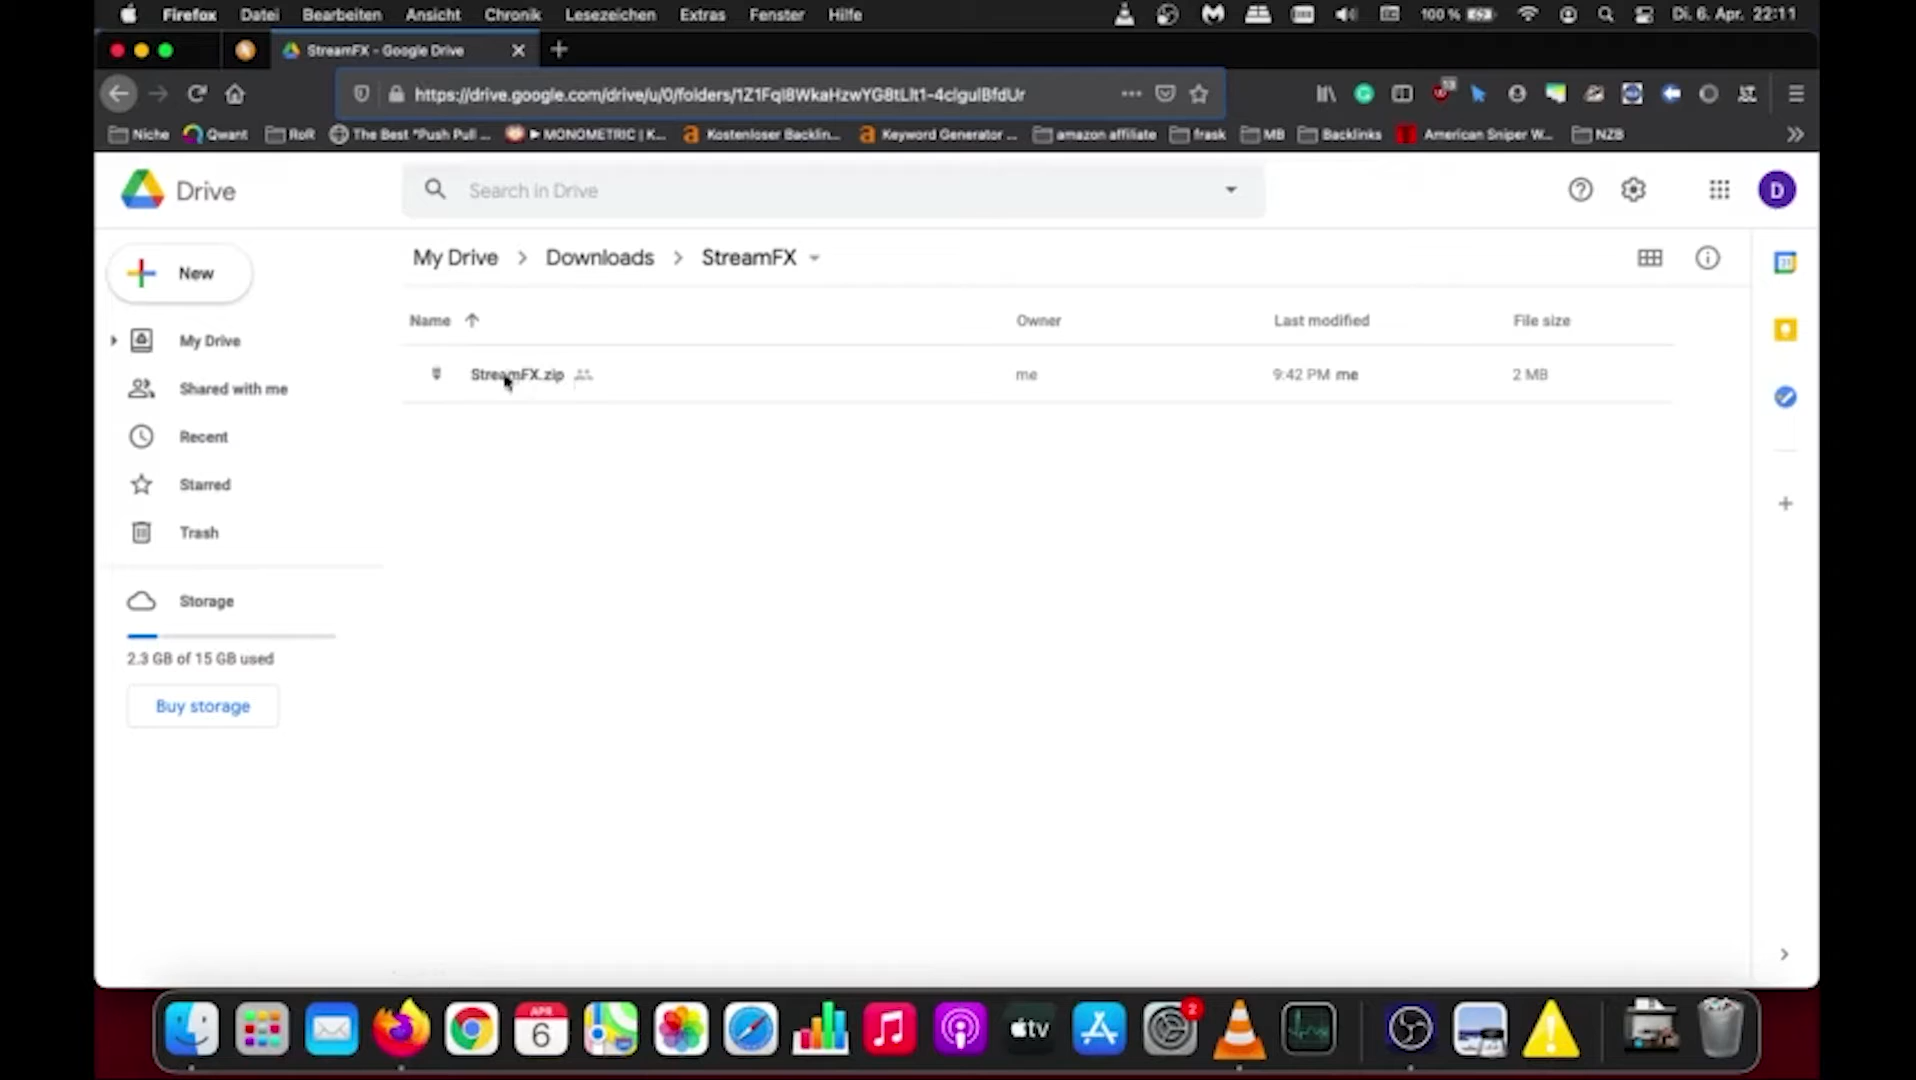 Firefox Datei Bearbeiten Ansicht Chronik Lesezeichen Extras Fenster Hilfe 100 % Di. 6. Apr. 22:11
StreamFX - Google Drive
https://drive.google.com/drive/u/0/folders/
Niche Qwant RoR The Best "Push Pull ... MONOMETRIC | K... Kostenloser Backlin... Keyword Generator ... amazon affiliate frask MB Backlinks American Sniper W... NZB
Drive Search in Drive D
My Drive Downloads StreamFX
New
Name Owner Last modified File size
StreamFX.zip me 9:42 PM me 2 MB
My Drive
Shared with me
Recent
Starred
Trash
Storage
2.3 GB of 15 GB used
Buy storage
APR
6
tv
2